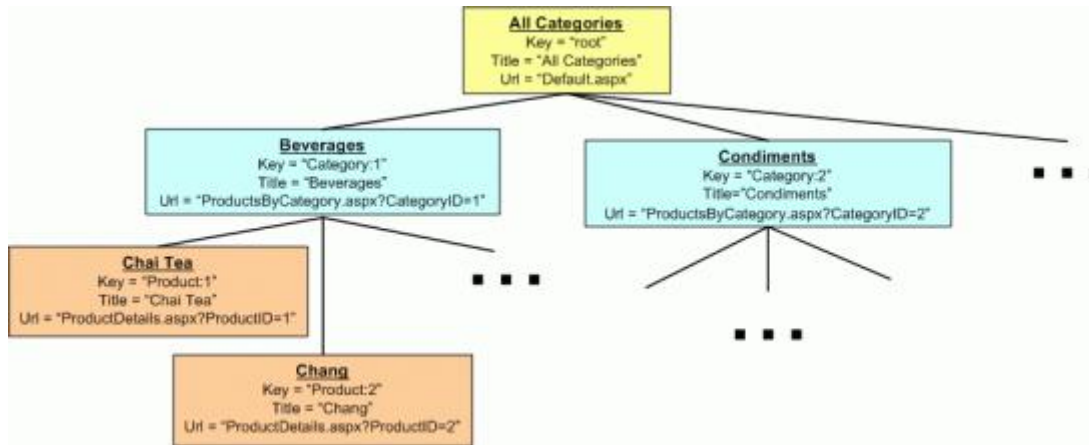 All Categories
Key = "root"
Title = "All Categories"
Url = "Default.aspx"
Beverages
Key = "Category:1"
Title = "Beverages"
Url = "ProductsByCategory.aspx?CategoryID=1"
Condiments
Key = "Category:2"
Title="Condiments"
Url = "ProductsByCategory.aspx?CategoryID=2"
Chai Tea
Key = "Product:1"
Title = "Chai Tea"
Url = "ProductDetails.aspx?ProductID=1"
Chang
Key = "Product:2"
Title = "Chang"
Url = "ProductDetails.aspx?ProductID=2"